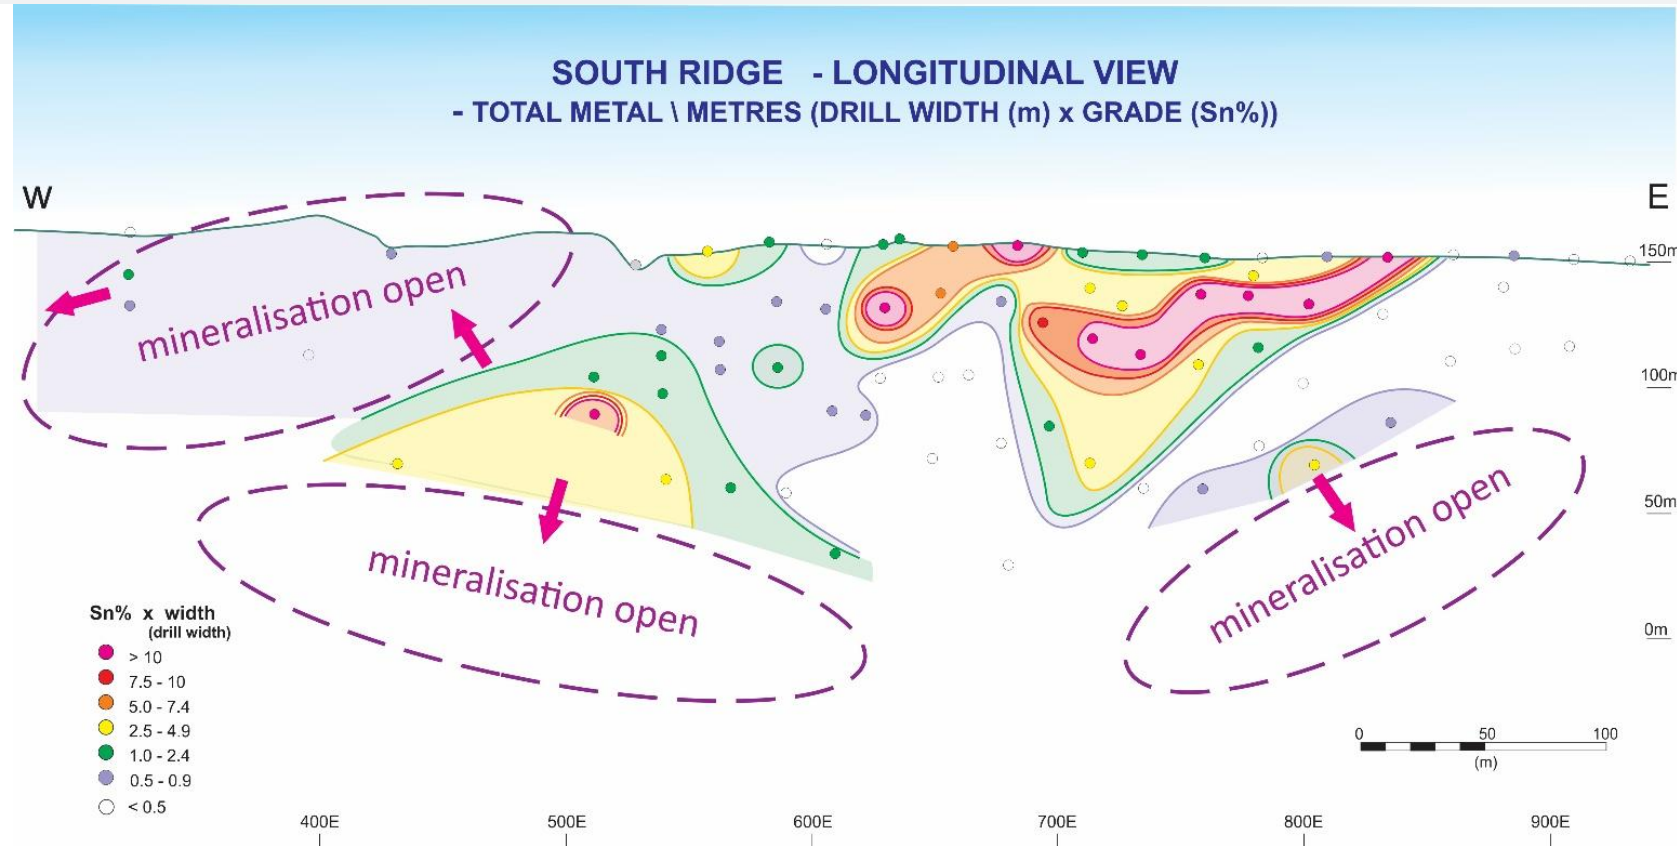 SOUTH RIDGE - LONGITUDINAL VIEW
- TOTAL METAL \ METRES (DRILL WIDTH (m) x GRADE (Sn%))
W
E
150m
mineralisation open
100m
mineralisation open
50m
mineralisation open
0m
Sn% x width
(drill width)
> 10
7.5 - 10
5.0 - 7.4
2.5 - 4.9
1.0 - 2.4
0.5 - 0.9
< 0.5
0 50 100
(m)
400E 500E 600E 700E 800E 900E